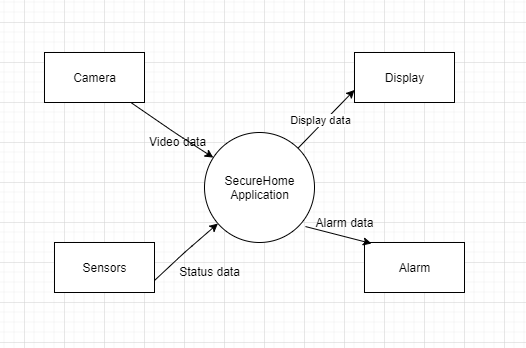 Camera
Display
Display data
Video data
SecureHome
Application
Alarm data
Sensors
Status data
Alarm